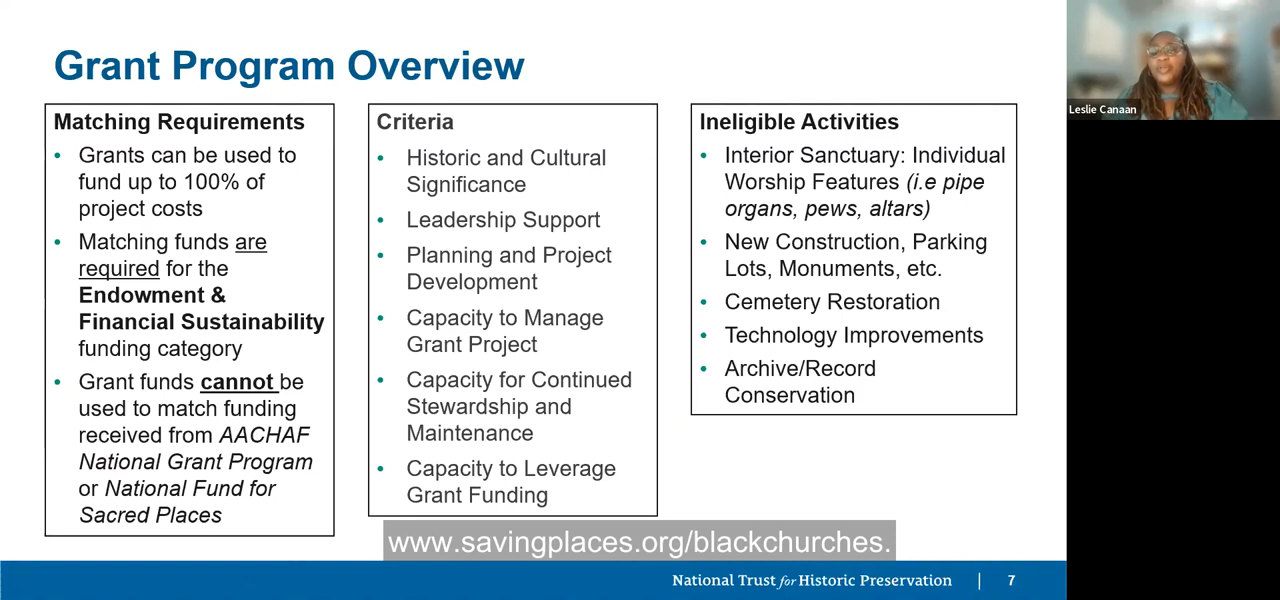 Grant Program Overview
Matching Requirements
• Grants can be used to
fund up to 100% of
project costs
• Matching funds are
required for the
Endowment &
Financial Sustainability
funding category
• Grant funds cannot be
used to match funding
received from AACHAF
National Grant Program
or National Fund for
Sacred Places
Criteria
• Historic and Cultural
Significance
• Leadership Support
• Planning and Project
Development
• Capacity to Manage
Grant Project
• Capacity for Continued
Stewardship and
Maintenance
• Capacity to Leverage
Grant Funding
Ineligible Activities
• Interior Sanctuary: Individual
Worship Features (i.e pipe
organs, pews, altars)
• New Construction, Parking
Lots, Monuments, etc.
• Cemetery Restoration
• Technology Improvements
• Archive/Record
Conservation
Leslie Canaan
www.savingplaces.org/blackchurches.
National Trust for Historic Preservation | 7